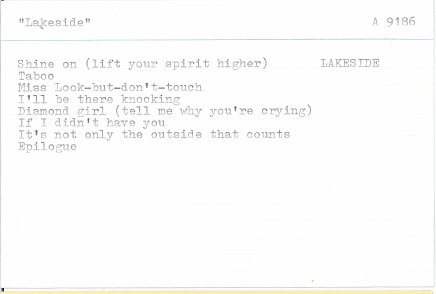 "Lakeside" A 9186
Shine on (lift your spirit higher) LAKESIDE
Taboo
Miss Look-but-don't-touch
I'll be there knocking
Diamond girl (tell me why you're crying)
If I didn't have you
It's not only the outside that counts
Epilogue